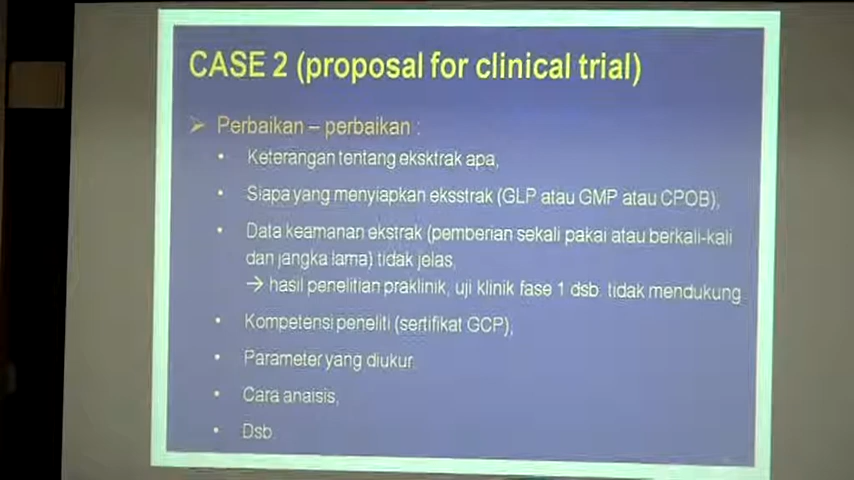 CASE 2 (proposal for clinical trial)
➢ Perbaikan – perbaikan :
• Keterangan tentang eksktrak apa,
• Siapa yang menyiapkan eksstrak (GLP atau GMP atau CPOB),
• Data keamanan ekstrak (pemberian sekali pakai atau berkali-kali
dan jangka lama) tidak jelas,
→ hasil penelitian praklinik, uji klinik fase 1 dsb. tidak mendukung
• Kompetensi peneliti (sertifikat GCP),
• Parameter yang diukur.
• Cara anaisis,
• Dsb.